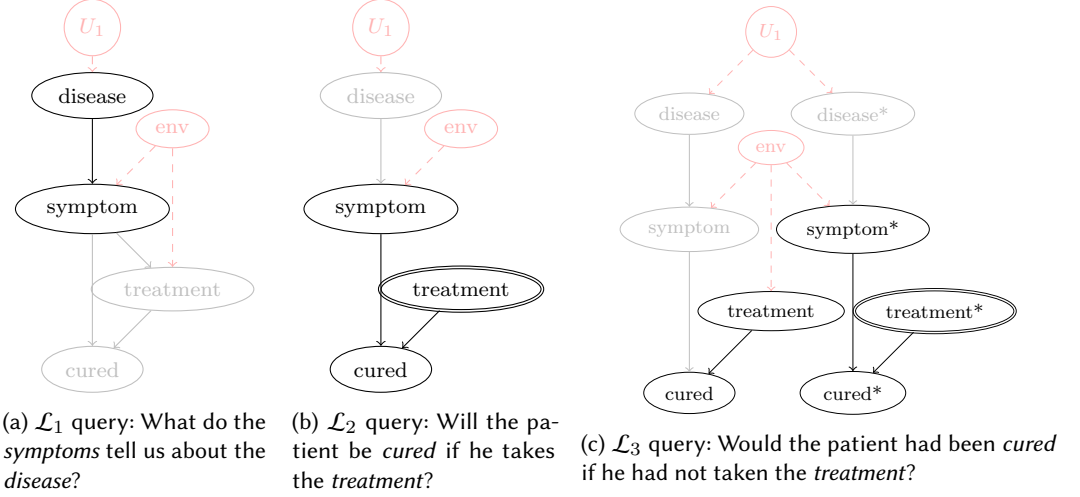 U1
disease
env
symptom
treatment
cured
(a) L1 query: What do the
symptoms tell us about the
disease?
U1
disease
env
symptom
treatment
cured
(b) L2 query: Will the pa-
tient be cured if he takes
the treatment?
U1
disease
disease*
env
symptom
symptom*
treatment
treatment*
cured
cured*
(c) L3 query: Would the patient had been cured
if he had not taken the treatment?